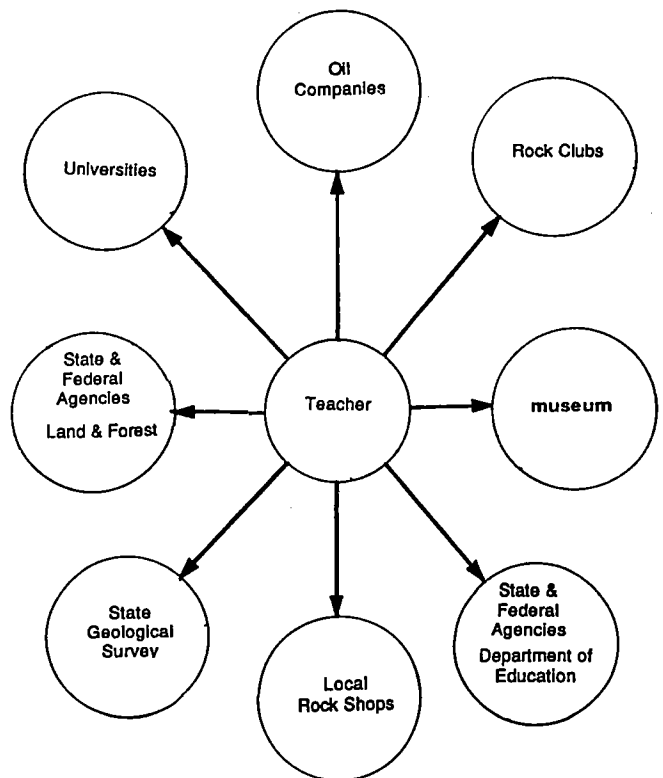 Oil
Companies
Rock Clubs
Universities
State &
Federal
Agencies
Land & Forest
Teacher
museum
State
Geological
Survey
Local
Rock Shops
State &
Federal
Agencies
Department of
Education